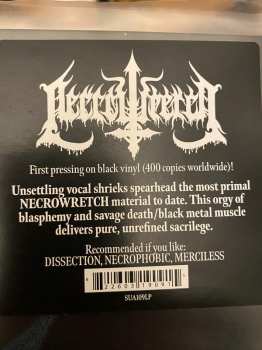 NECROWRETCH
First pressing on black vinyl (400 copies worldwide)!
Unsettling vocal shrieks spearhead the most primal
NECROWRETCH material to date. This orgy of
blasphemy and savage death/black metal muscle
delivers pure, unrefined sacrilege.
Recommended if you like:
DISSECTION, NECROPHOBIC, MERCILESS
SUA109LP